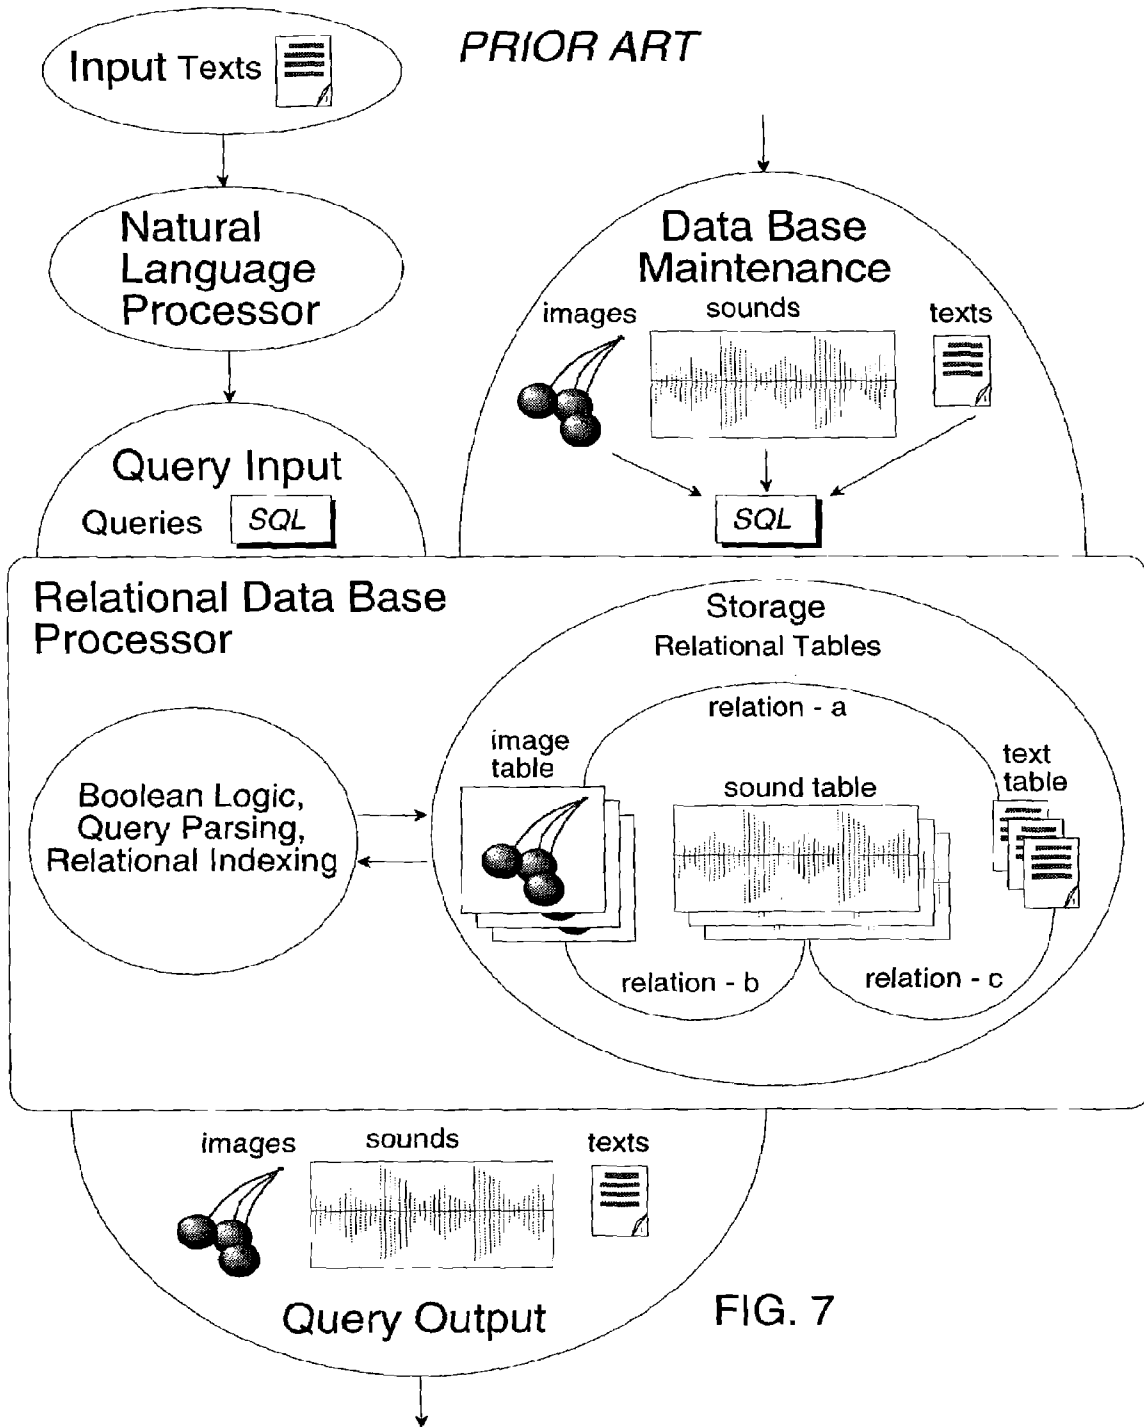 PRIOR ART
Input Texts
Natural
Language
Processor
Query Input
Queries SQL
Data Base
Maintenance
images sounds texts
SQL
Relational Data Base
Processor
Boolean Logic,
Query Parsing,
Relational Indexing
Storage
Relational Tables
relation - a
image
table
sound table
text
table
relation - b
relation - c
images sounds texts
Query Output
FIG. 7